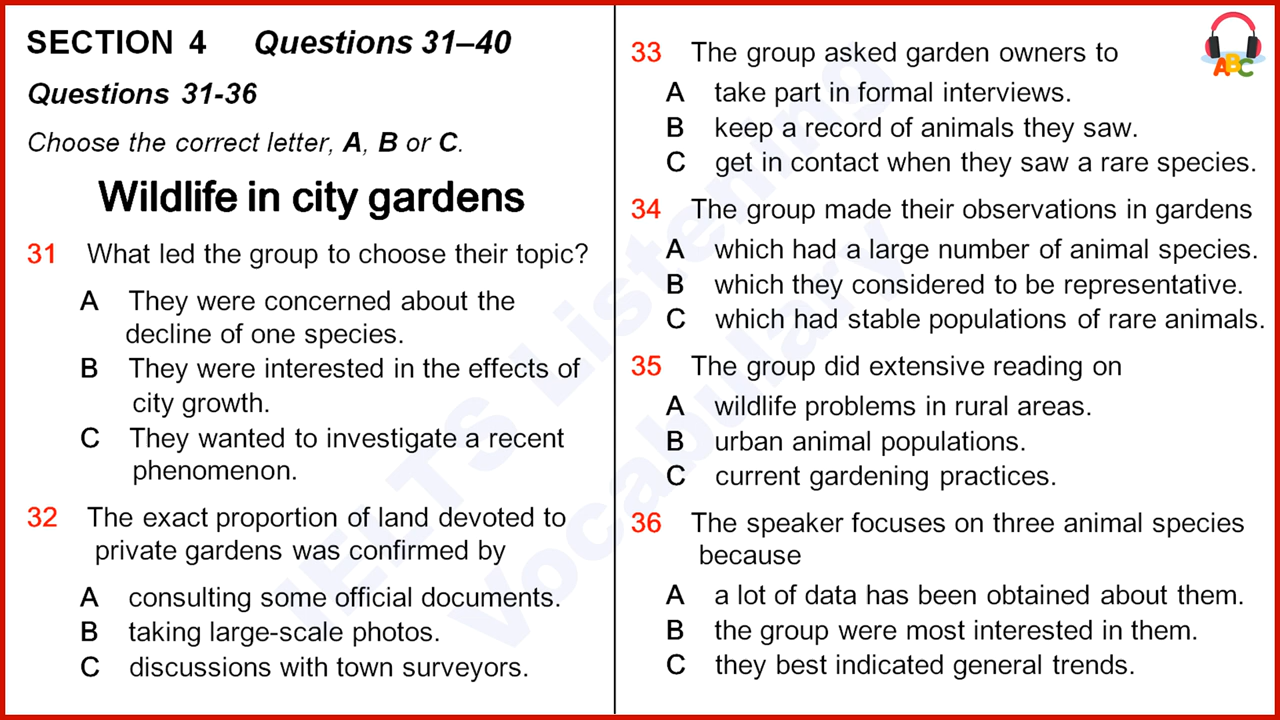 SECTION 4 Questions 31–40
Questions 31-36
Choose the correct letter, A, B or C.
Wildlife in city gardens
31 What led the group to choose their topic?
A They were concerned about the
decline of one species.
B They were interested in the effects of
city growth.
C They wanted to investigate a recent
phenomenon.
32 The exact proportion of land devoted to
private gardens was confirmed by
A consulting some official documents.
B taking large-scale photos.
C discussions with town surveyors.
33 The group asked garden owners to
A take part in formal interviews.
B keep a record of animals they saw.
C get in contact when they saw a rare species.
34 The group made their observations in gardens
A which had a large number of animal species.
B which they considered to be representative.
C which had stable populations of rare animals.
35 The group did extensive reading on
A wildlife problems in rural areas.
B urban animal populations.
C current gardening practices.
36 The speaker focuses on three animal species
because
A a lot of data has been obtained about them.
B the group were most interested in them.
C they best indicated general trends.
ABC
IELTS Listening
Vocabulary